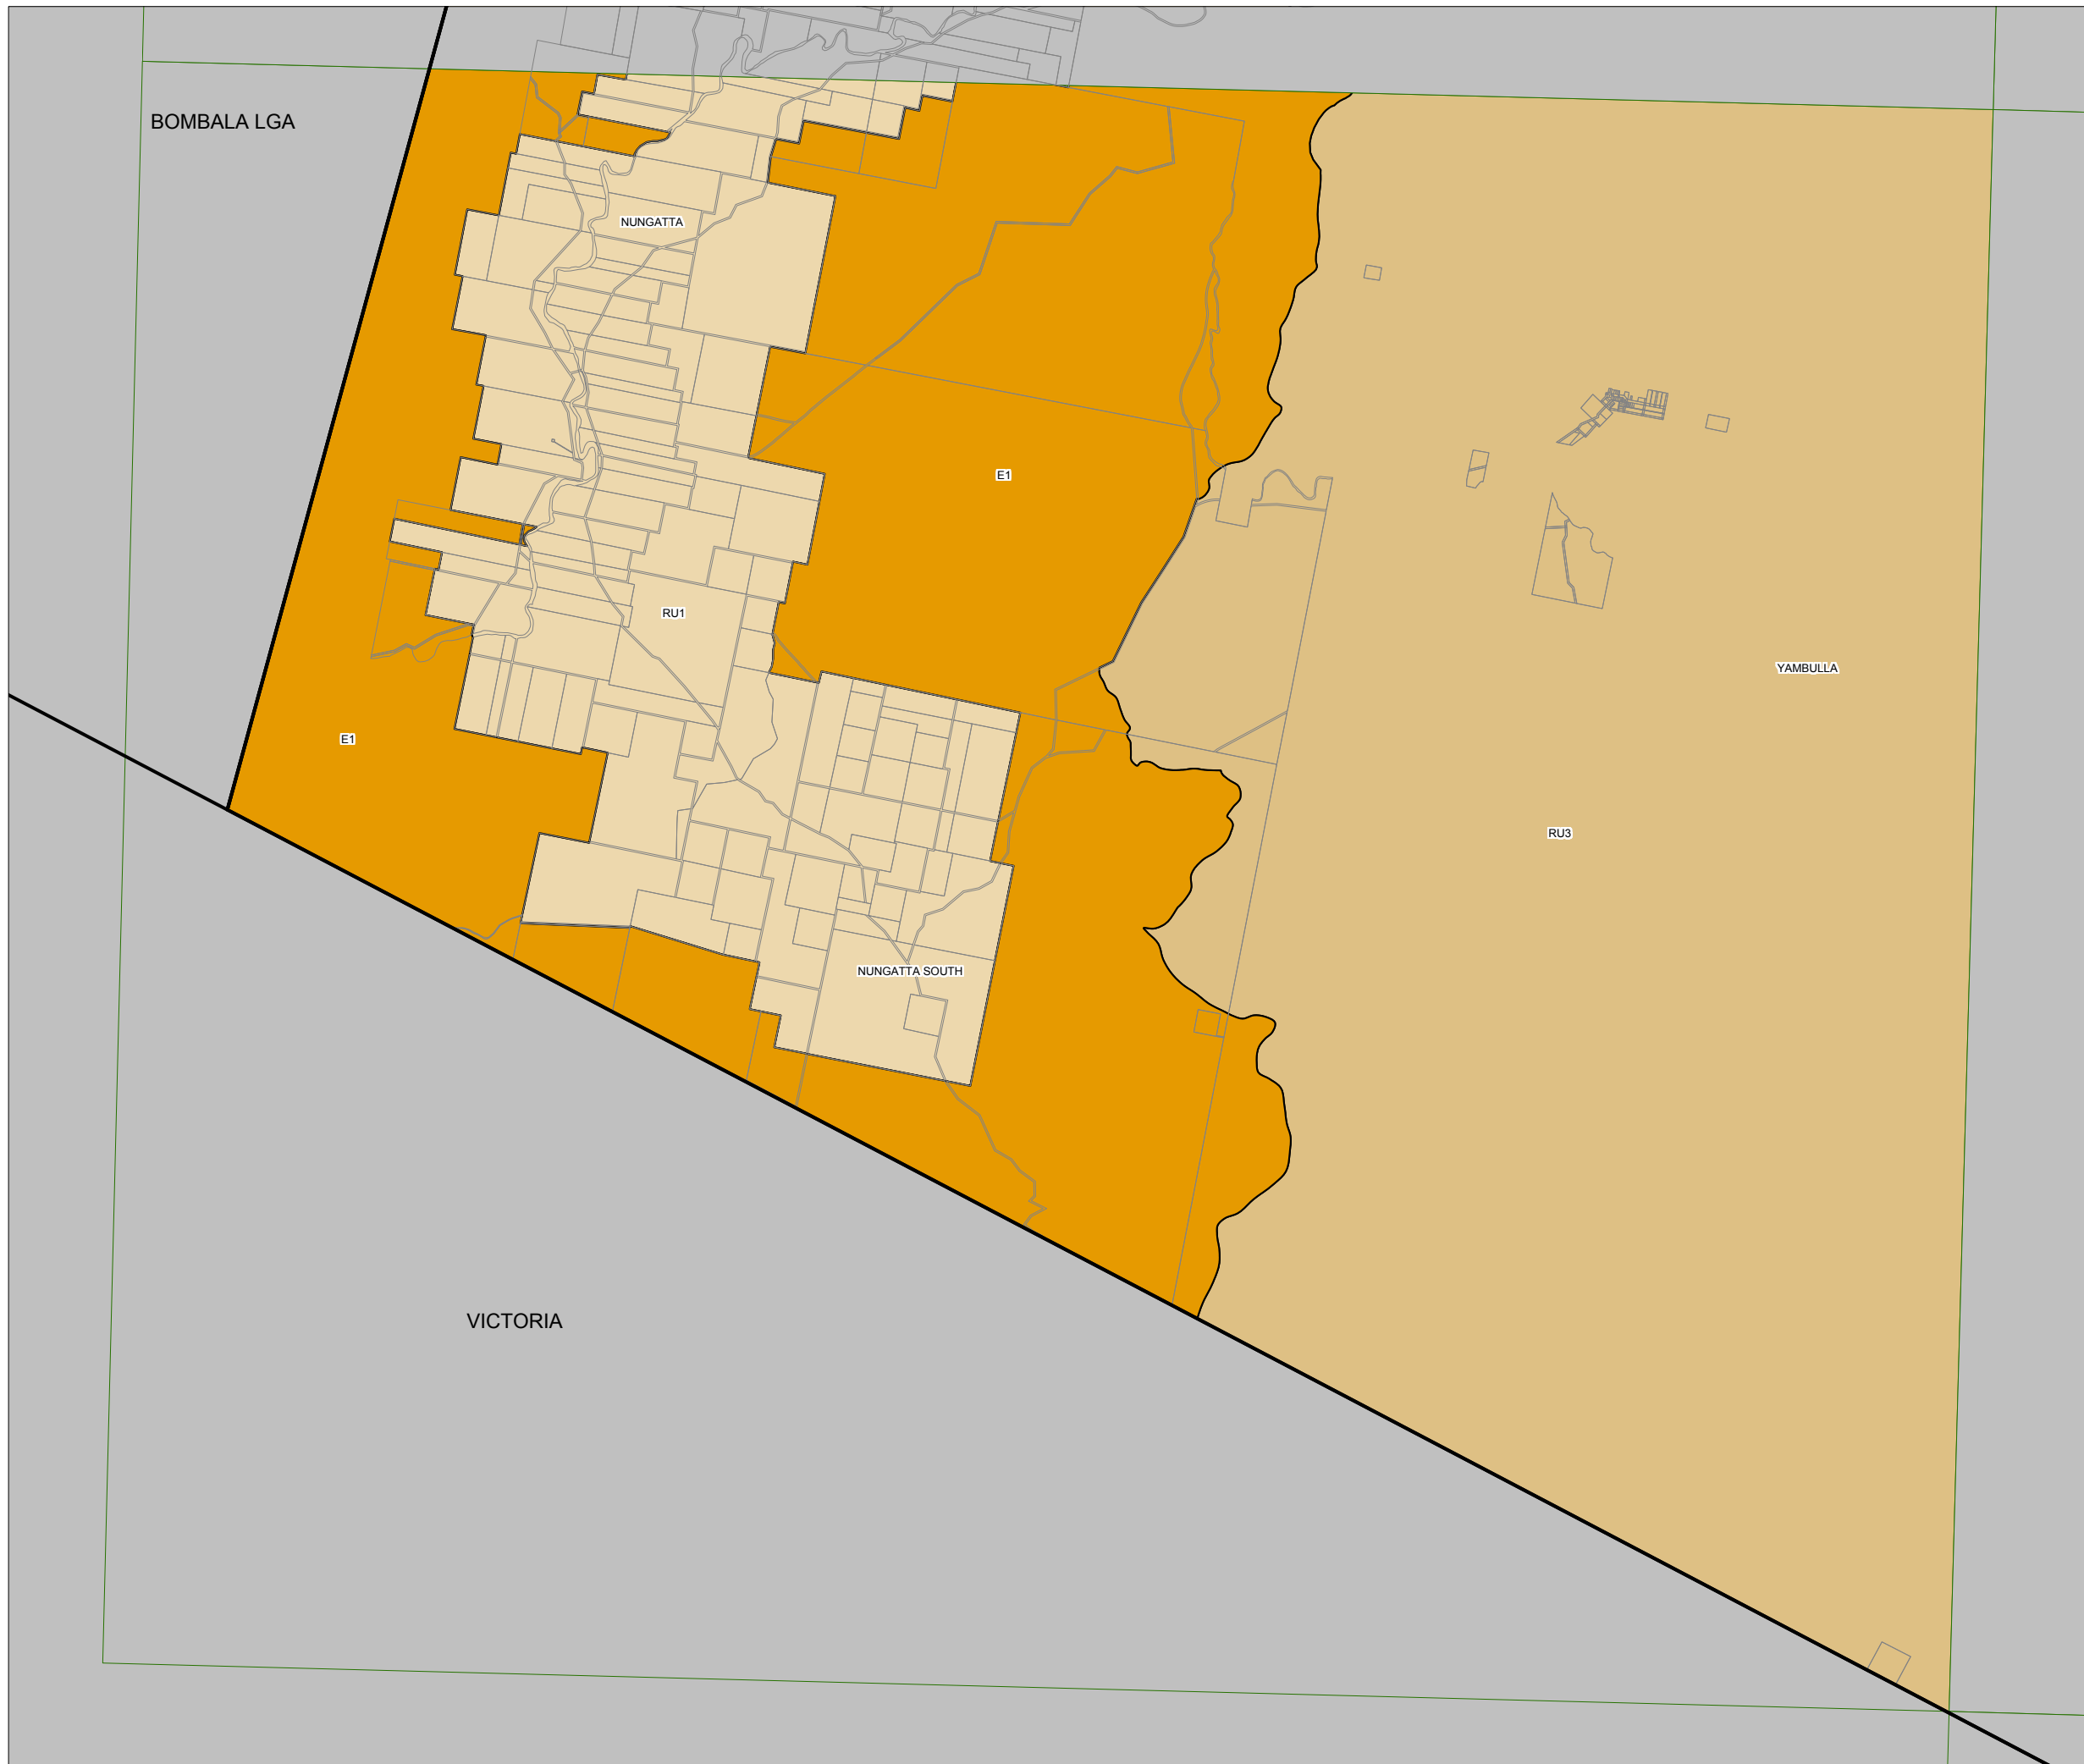 BOMBALA LGA
NUNGATTA
E1
RU1
YAMBULLA
E1
RU3
NUNGATTA SOUTH
VICTORIA